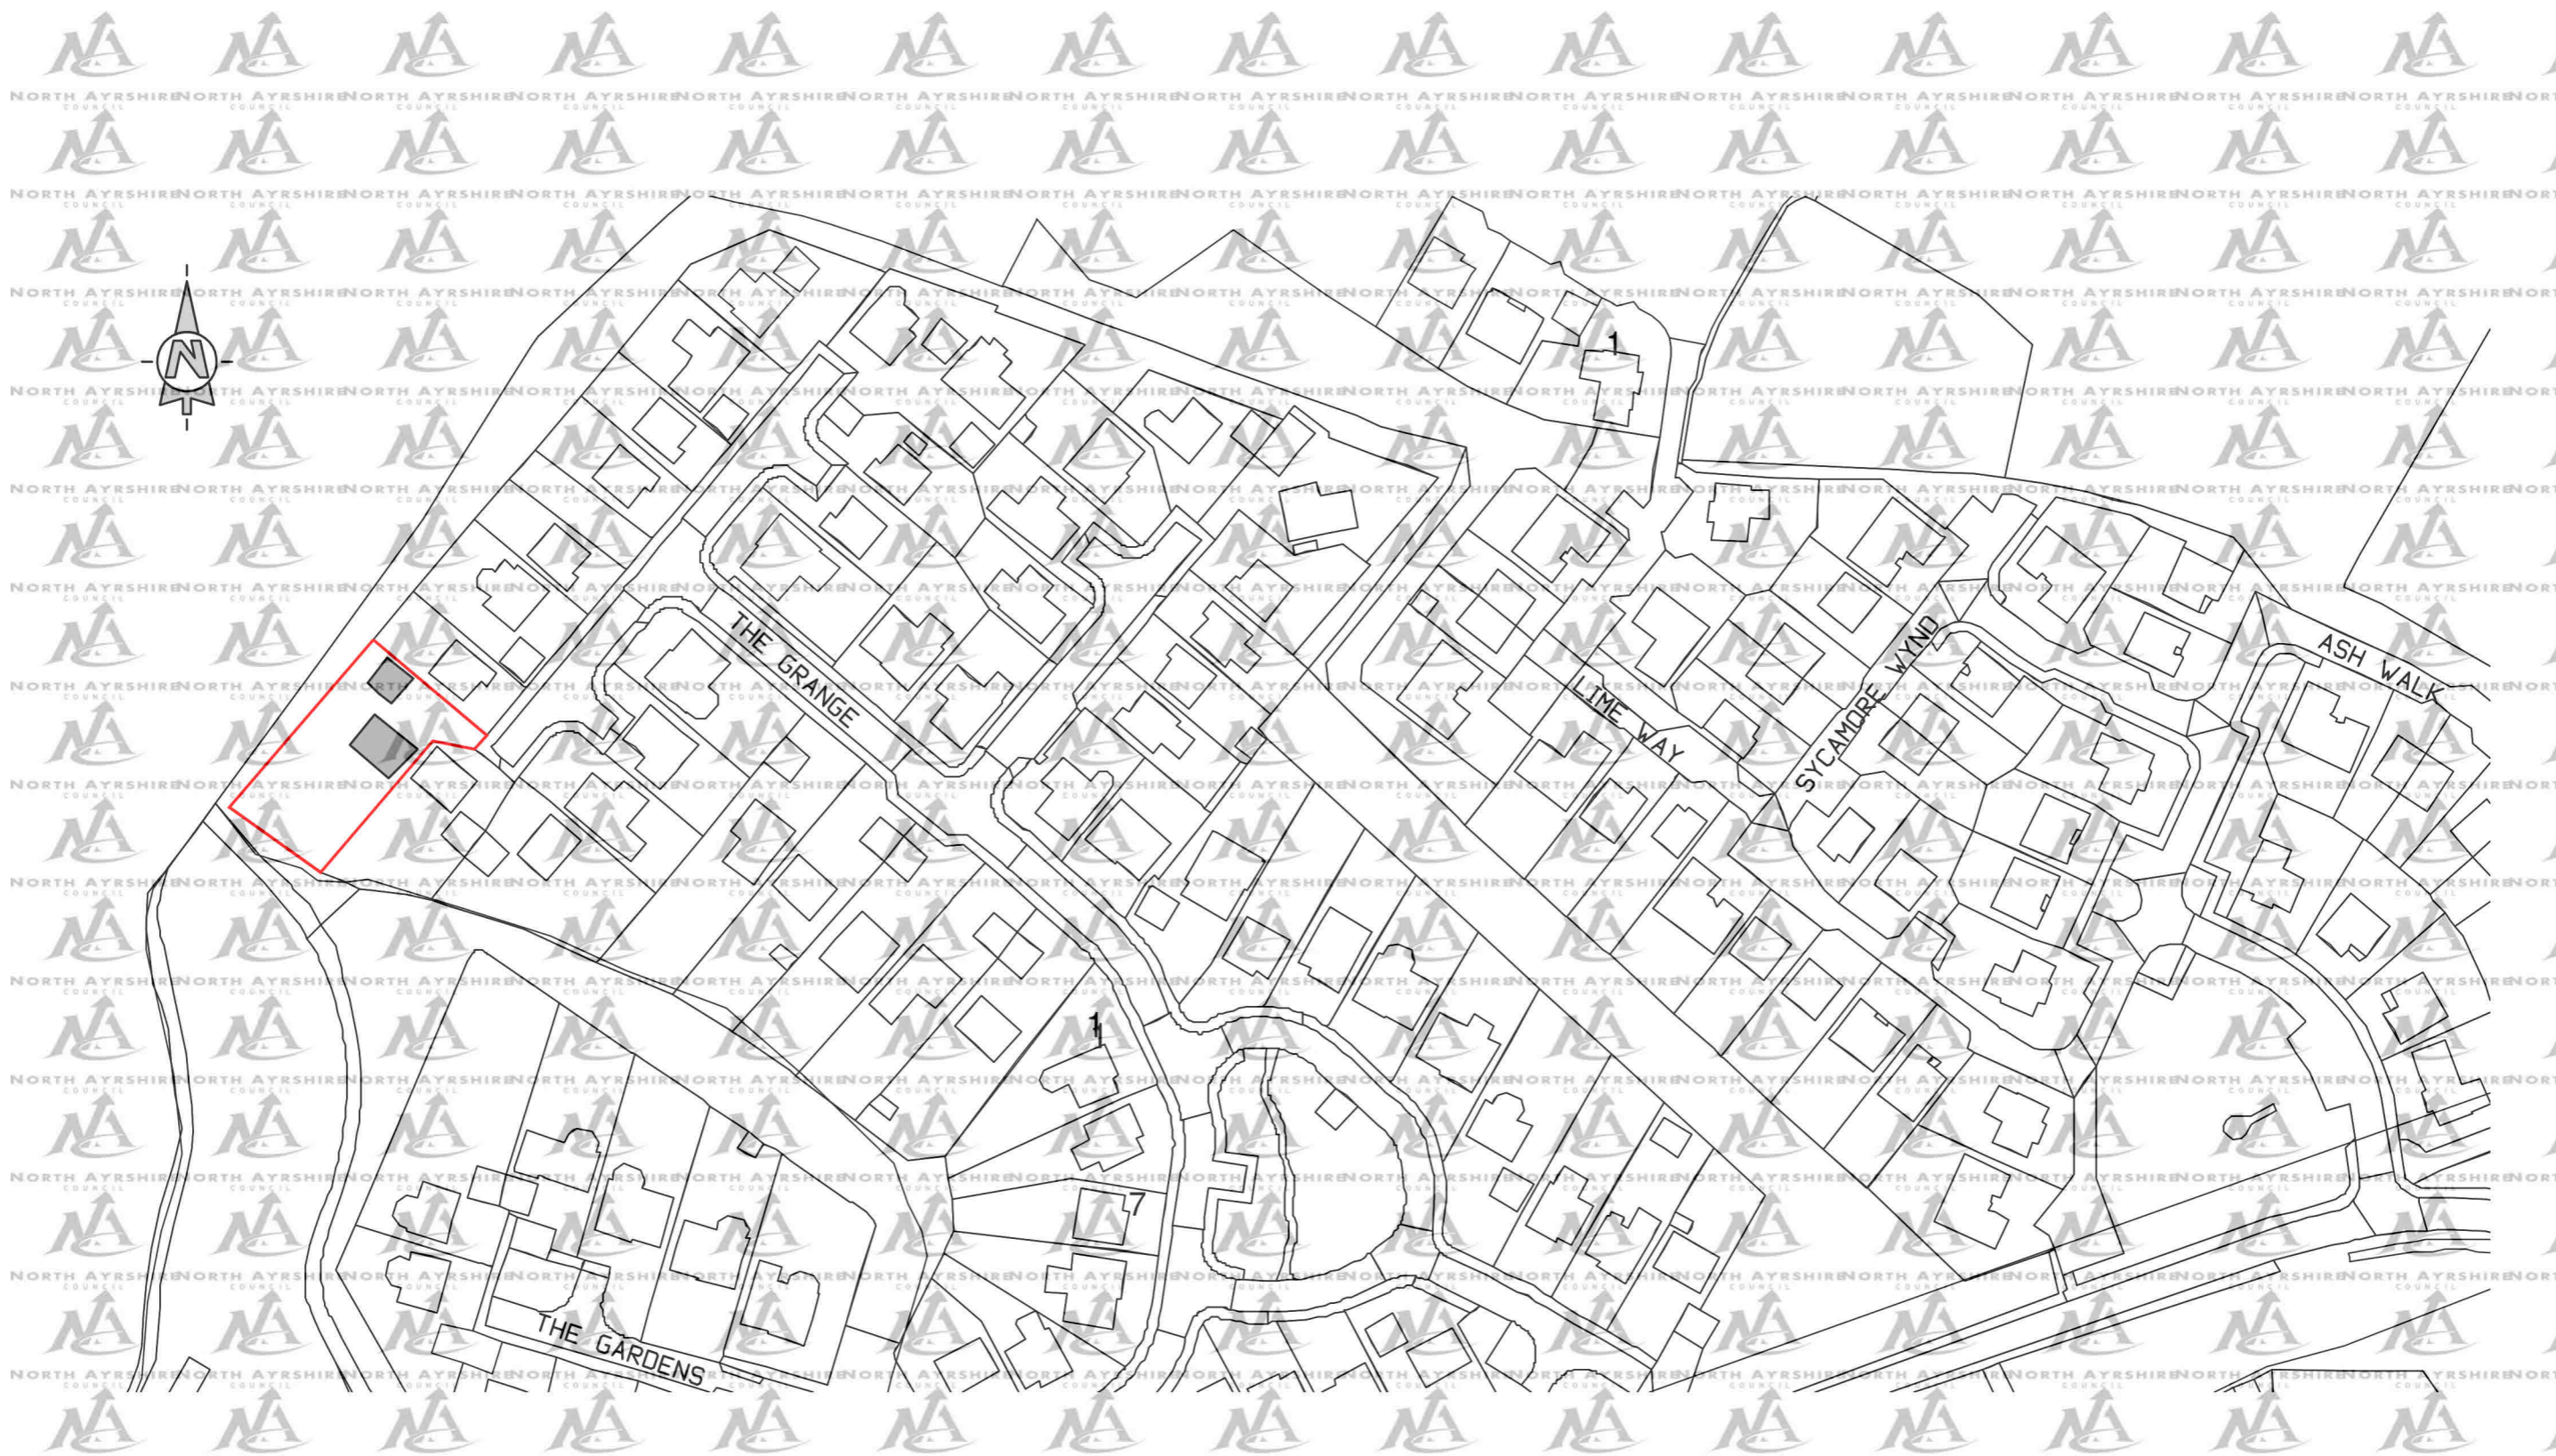 NORTH AYRSHIRE
COUNCIL
N
1
THE GRANGE
ASH WALK
SYCAMORE WYND
LIME WAY
1
7
THE GARDENS